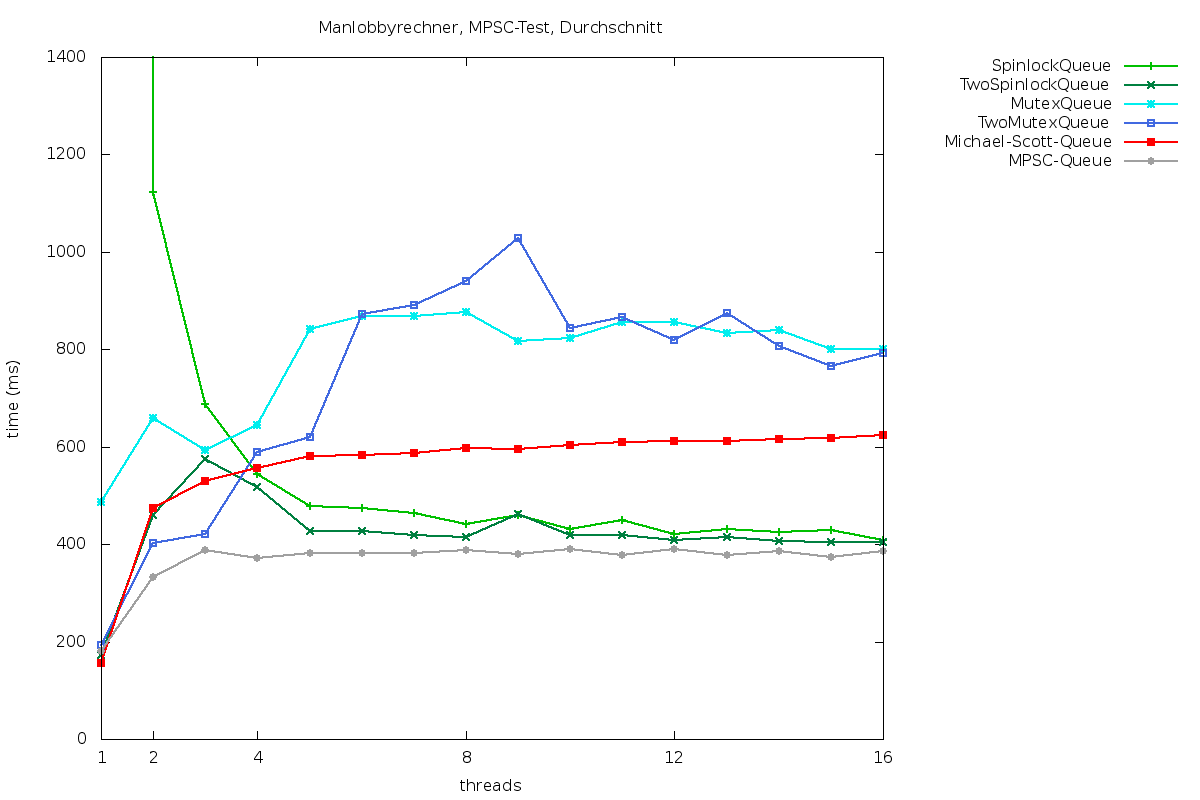 Manlobbyrechner, MPSC-Test, Durchschnitt
SpinlockQueue
TwoSpinlockQueue
MutexQueue
TwoMutexQueue
Michael-Scott-Queue
MPSC-Queue
1400
1200
1000
800
600
400
200
0
time (ms)
1 2 4 8 12 16
threads